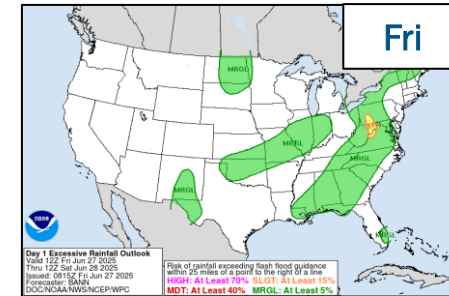 Fri
MRGL
MRGL
SLGT
MRGL
MRGL
MRGL
NOAA
Day 1 Excessive Rainfall Outlook
Valid 12Z Fri Jun 27 2025
Thru 12Z Sat Jun 28 2025
Issued: 0815Z Fri Jun 27 2025
Forecaster: BANN
DOC/NOAA/NWS/NCEP/WPC
Risk of rainfall exceeding flash flood guidance
within 25 miles of a point to the right of a line
HIGH: At Least 70% SLGT: At Least 15%
MDT: At Least 40% MRGL: At Least 5%